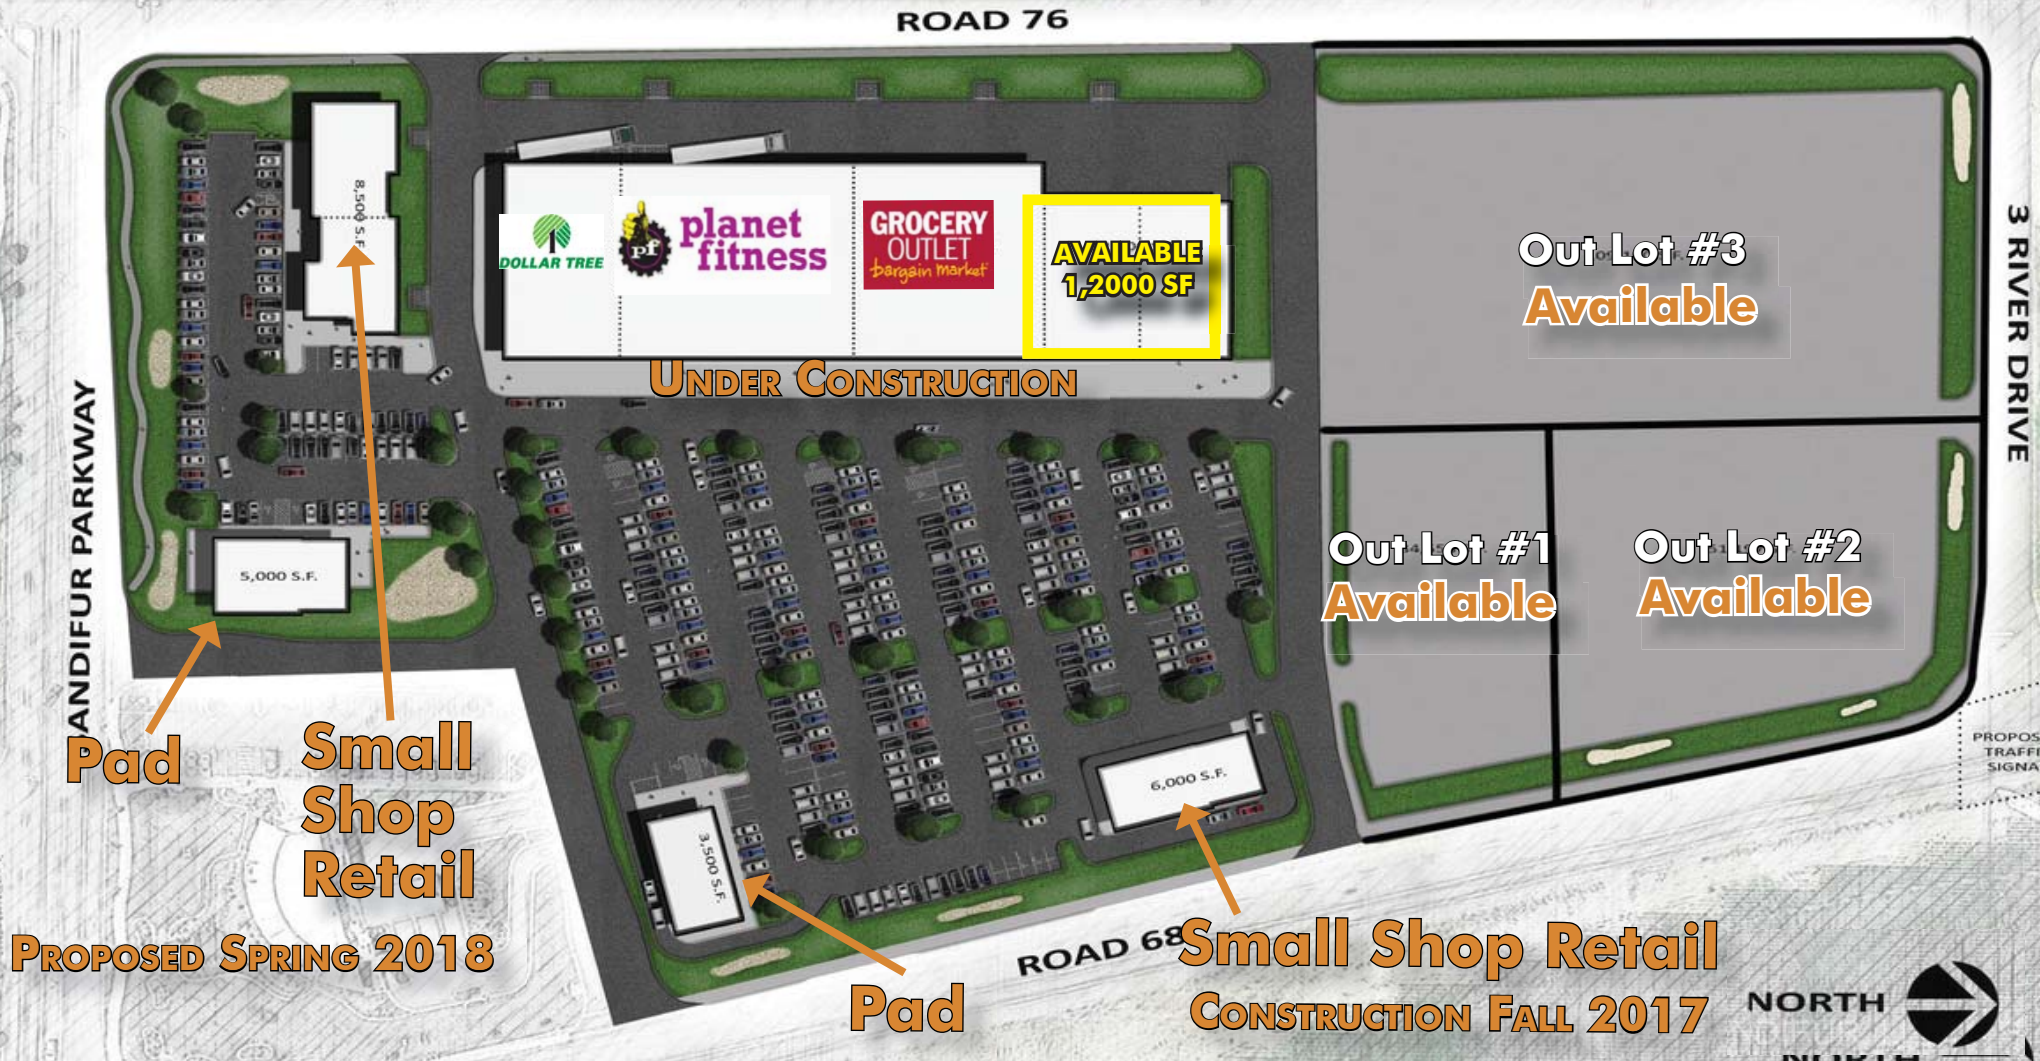 ROAD 76
8,500 S.F.
DOLLAR TREE
pf
planet
fitness
GROCERY
OUTLET
bargain market
AVAILABLE
1,2000 SF
UNDER CONSTRUCTION
Out Lot #3
Available
3 RIVER DRIVE
ANDIFUR PARKWAY
5,000 S.F.
Out Lot #1
Available
Out Lot #2
Available
Pad
Small
Shop
Retail
PROPOSED SPRING 2018
3,500 S.F.
Pad
6,000 S.F.
PROPOS
TRAFF
SIGNA
ROAD 68
Small Shop Retail
CONSTRUCTION FALL 2017
NORTH